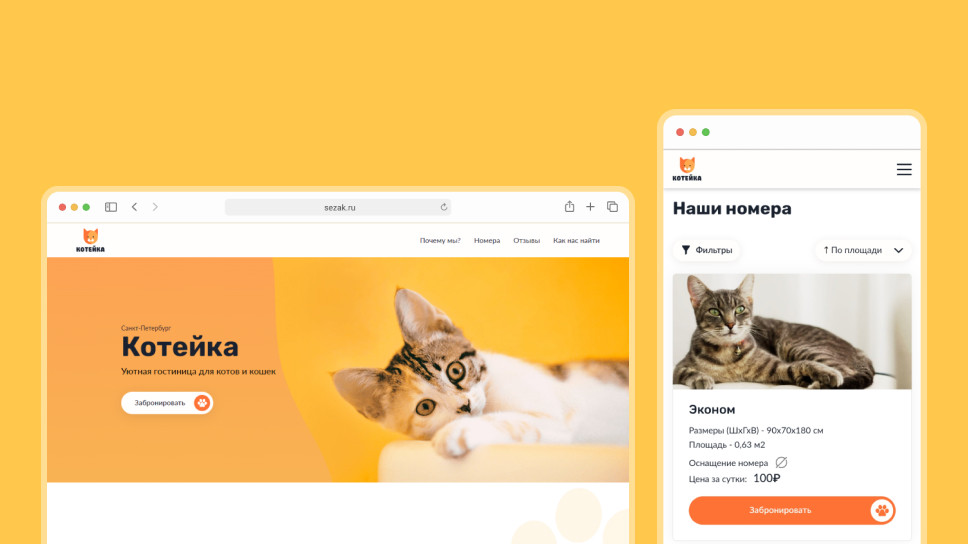 sezak.ru
КОТЕЙКА
Почему мы? Номера Отзывы Как нас найти
Санкт-Петербург
Котейка
Уютная гостиница для котов и кошек
Забронировать
КОТЕЙКА
Наши номера
Фильтры
↑ По площади
Эконом
Размеры (ШхГхВ) - 90х70х180 см
Площадь - 0,63 м2
Оснащение номера
Цена за сутки: 100₽
Забронировать